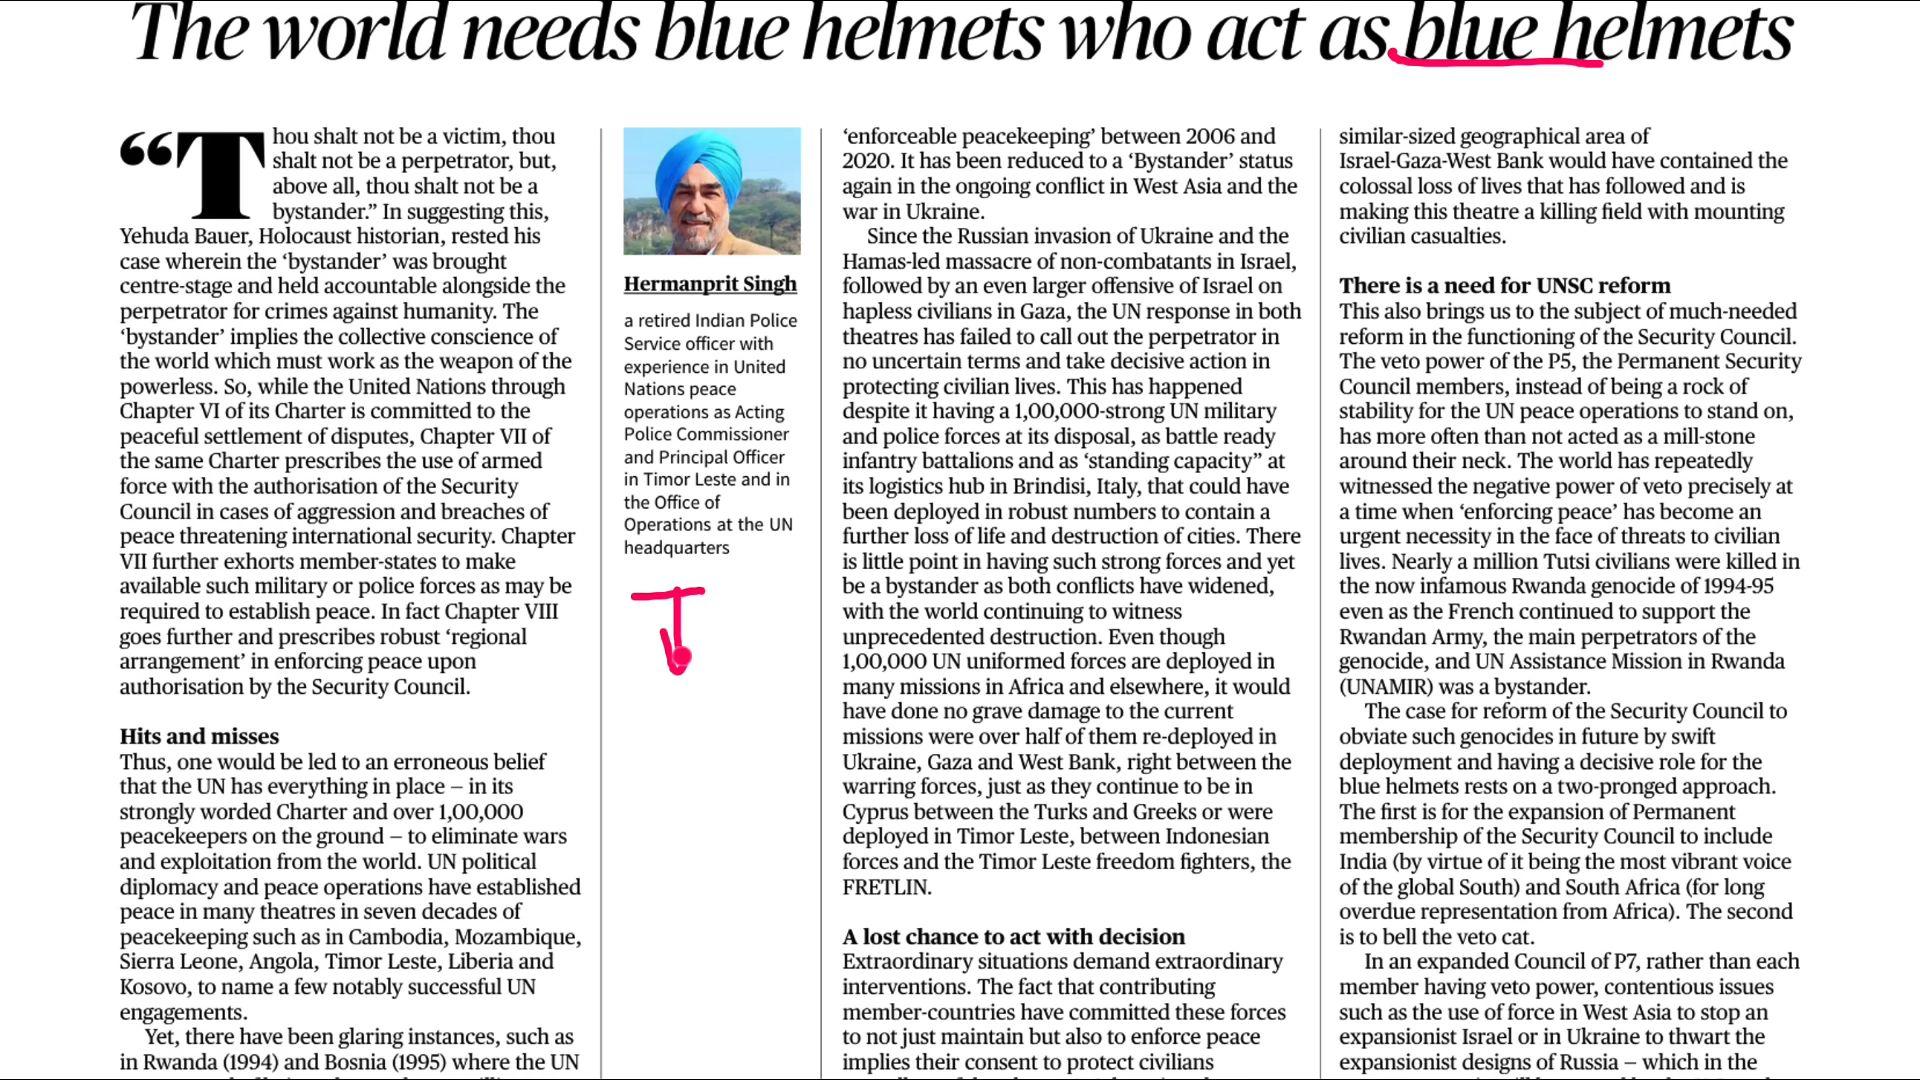 The world needs blue helmets who act as blue helmets
“Thou shalt not be a victim, thou
shalt not be a perpetrator, but,
above all, thou shalt not be a
bystander.” In suggesting this,
Yehuda Bauer, Holocaust historian, rested his
case wherein the ‘bystander’ was brought
centre-stage and held accountable alongside the
perpetrator for crimes against humanity. The
‘bystander’ implies the collective conscience of
the world which must work as the weapon of the
powerless. So, while the United Nations through
Chapter VI of its Charter is committed to the
peaceful settlement of disputes, Chapter VII of
the same Charter prescribes the use of armed
force with the authorisation of the Security
Council in cases of aggression and breaches of
peace threatening international security. Chapter
VII further exhorts member-states to make
available such military or police forces as may be
required to establish peace. In fact Chapter VIII
goes further and prescribes robust ‘regional
arrangement’ in enforcing peace upon
authorisation by the Security Council.
Hits and misses
Thus, one would be led to an erroneous belief
that the UN has everything in place – in its
strongly worded Charter and over 1,00,000
peacekeepers on the ground – to eliminate wars
and exploitation from the world. UN political
diplomacy and peace operations have established
peace in many theatres in seven decades of
peacekeeping such as in Cambodia, Mozambique,
Sierra Leone, Angola, Timor Leste, Liberia and
Kosovo, to name a few notably successful UN
engagements.
Yet, there have been glaring instances, such as
in Rwanda (1994) and Bosnia (1995) where the UN
Hermanprit Singh
a retired Indian Police
Service officer with
experience in United
Nations peace
operations as Acting
Police Commissioner
and Principal Officer
in Timor Leste and in
the Office of
Operations at the UN
headquarters
‘enforceable peacekeeping’ between 2006 and
2020. It has been reduced to a ‘Bystander’ status
again in the ongoing conflict in West Asia and the
war in Ukraine.
Since the Russian invasion of Ukraine and the
Hamas-led massacre of non-combatants in Israel,
followed by an even larger offensive of Israel on
hapless civilians in Gaza, the UN response in both
theatres has failed to call out the perpetrator in
no uncertain terms and take decisive action in
protecting civilian lives. This has happened
despite it having a 1,00,000-strong UN military
and police forces at its disposal, as battle ready
infantry battalions and as ‘standing capacity” at
its logistics hub in Brindisi, Italy, that could have
been deployed in robust numbers to contain a
further loss of life and destruction of cities. There
is little point in having such strong forces and yet
be a bystander as both conflicts have widened,
with the world continuing to witness
unprecedented destruction. Even though
1,00,000 UN uniformed forces are deployed in
many missions in Africa and elsewhere, it would
have done no grave damage to the current
missions were over half of them re-deployed in
Ukraine, Gaza and West Bank, right between the
warring forces, just as they continue to be in
Cyprus between the Turks and Greeks or were
deployed in Timor Leste, between Indonesian
forces and the Timor Leste freedom fighters, the
FRETLIN.
A lost chance to act with decision
Extraordinary situations demand extraordinary
interventions. The fact that contributing
member-countries have committed these forces
to not just maintain but also to enforce peace
implies their consent to protect civilians
similar-sized geographical area of
Israel-Gaza-West Bank would have contained the
colossal loss of lives that has followed and is
making this theatre a killing field with mounting
civilian casualties.
There is a need for UNSC reform
This also brings us to the subject of much-needed
reform in the functioning of the Security Council.
The veto power of the P5, the Permanent Security
Council members, instead of being a rock of
stability for the UN peace operations to stand on,
has more often than not acted as a mill-stone
around their neck. The world has repeatedly
witnessed the negative power of veto precisely at
a time when ‘enforcing peace’ has become an
urgent necessity in the face of threats to civilian
lives. Nearly a million Tutsi civilians were killed in
the now infamous Rwanda genocide of 1994-95
even as the French continued to support the
Rwandan Army, the main perpetrators of the
genocide, and UN Assistance Mission in Rwanda
(UNAMIR) was a bystander.
The case for reform of the Security Council to
obviate such genocides in future by swift
deployment and having a decisive role for the
blue helmets rests on a two-pronged approach.
The first is for the expansion of Permanent
membership of the Security Council to include
India (by virtue of it being the most vibrant voice
of the global South) and South Africa (for long
overdue representation from Africa). The second
is to bell the veto cat.
In an expanded Council of P7, rather than each
member having veto power, contentious issues
such as the use of force in West Asia to stop an
expansionist Israel or in Ukraine to thwart the
expansionist designs of Russia – which in the